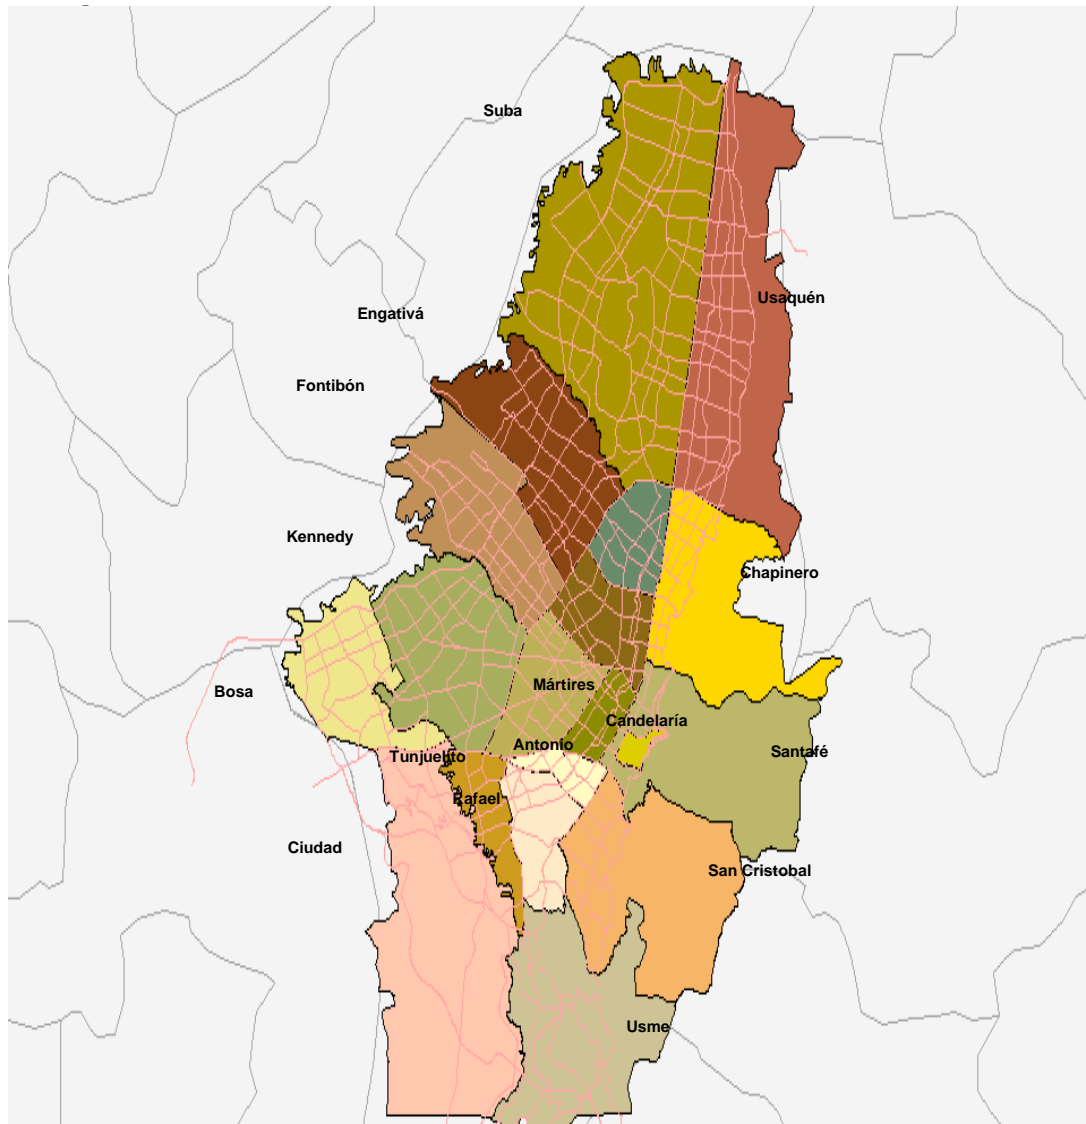 Suba
Usaquén
Engativá
Fontibón
Kennedy
Chapinero
Mártires
Bosa
Candelaría
Antonio
Santafé
Tunjuelito
Rafael
Ciudad
San Cristobal
Usme